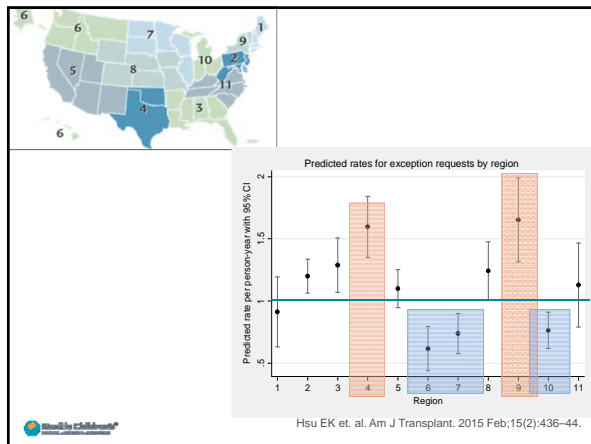 6
6
7
1
9
2
10
5
8
11
4
3
6
Predicted rates for exception requests by region
Predicted rate per person-year with 95% CI
2
1.5
1
.5
1 2 3 4 5 6 7 8 9 10 11
Region
Seattle Children's®
Hsu EK et. al. Am J Transplant. 2015 Feb;15(2):436–44.